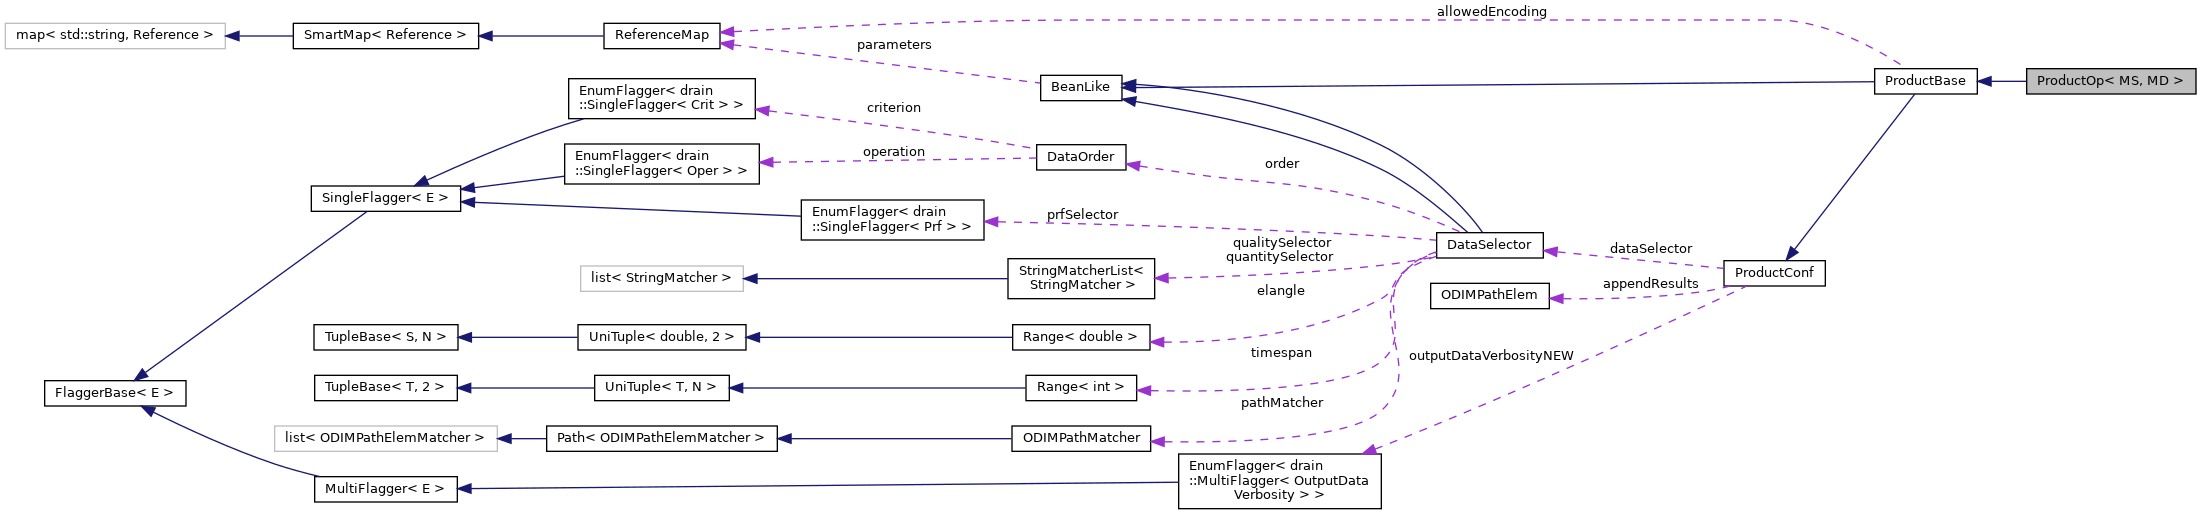 allowedEncoding
map< std::string, Reference >
SmartMap< Reference >
ReferenceMap
parameters
BeanLike
ProductBase
ProductOp< MS, MD >
EnumFlagger< drain
::SingleFlagger< Crit > >
criterion
EnumFlagger< drain
::SingleFlagger< Oper > >
operation
DataOrder
order
SingleFlagger< E >
EnumFlagger< drain
::SingleFlagger< Prf > >
prfSelector
qualitySelector
quantitySelector
DataSelector
dataSelector
ProductConf
list< StringMatcher >
StringMatcherList<
StringMatcher >
elangle
ODIMPathElem
appendResults
TupleBase< S, N >
UniTuple< double, 2 >
Range< double >
timespan
outputDataVerbosityNEW
FlaggerBase< E >
TupleBase< T, 2 >
UniTuple< T, N >
Range< int >
pathMatcher
list< ODIMPathElemMatcher >
Path< ODIMPathElemMatcher >
ODIMPathMatcher
MultiFlagger< E >
EnumFlagger< drain
::MultiFlagger< OutputData
Verbosity > >